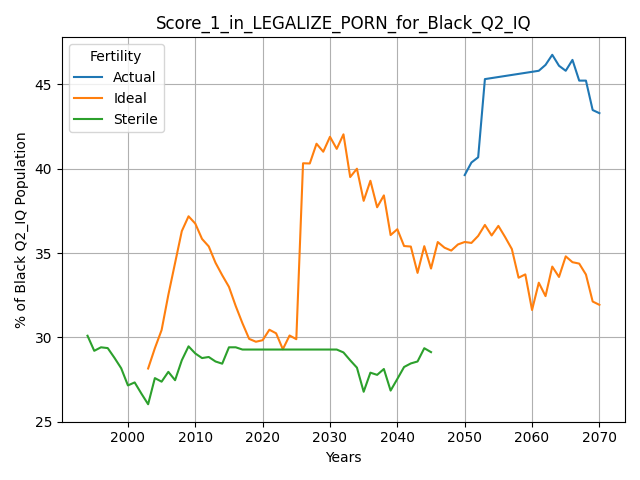 Score_1_in_LEGALIZE_PORN_for_Black_Q2_IQ
Fertility
Actual
Ideal
Sterile
% of Black Q2_IQ Population
45
40
35
30
25
2000
2010
2020
2030
2040
2050
2060
2070
Years